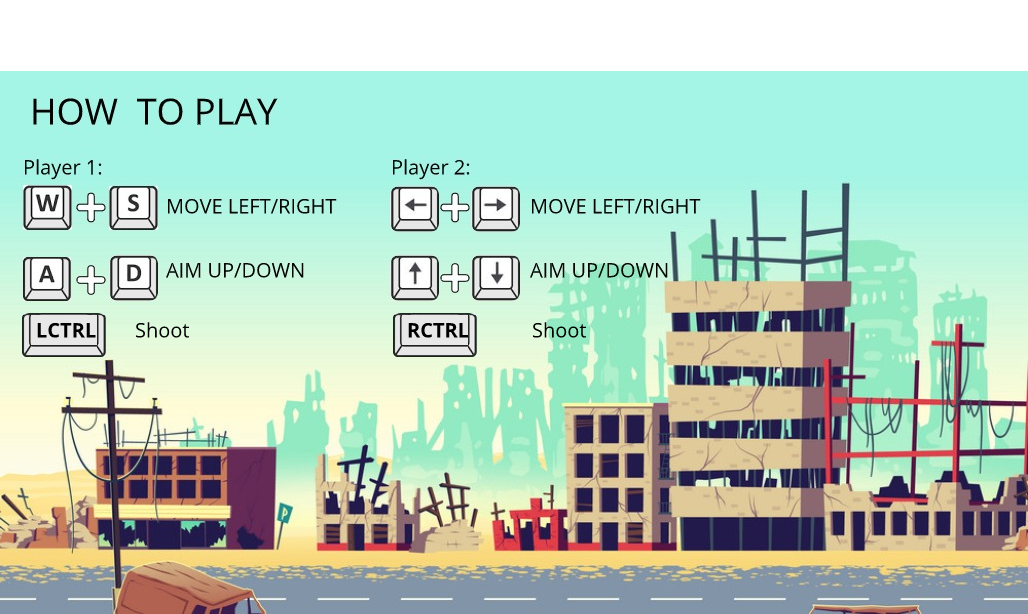 HOW TO PLAY
Player 1:
W + S MOVE LEFT/RIGHT
A + D AIM UP/DOWN
LCTRL Shoot
Player 2:
← + → MOVE LEFT/RIGHT
↑ + ↓ AIM UP/DOWN
RCTRL Shoot
P